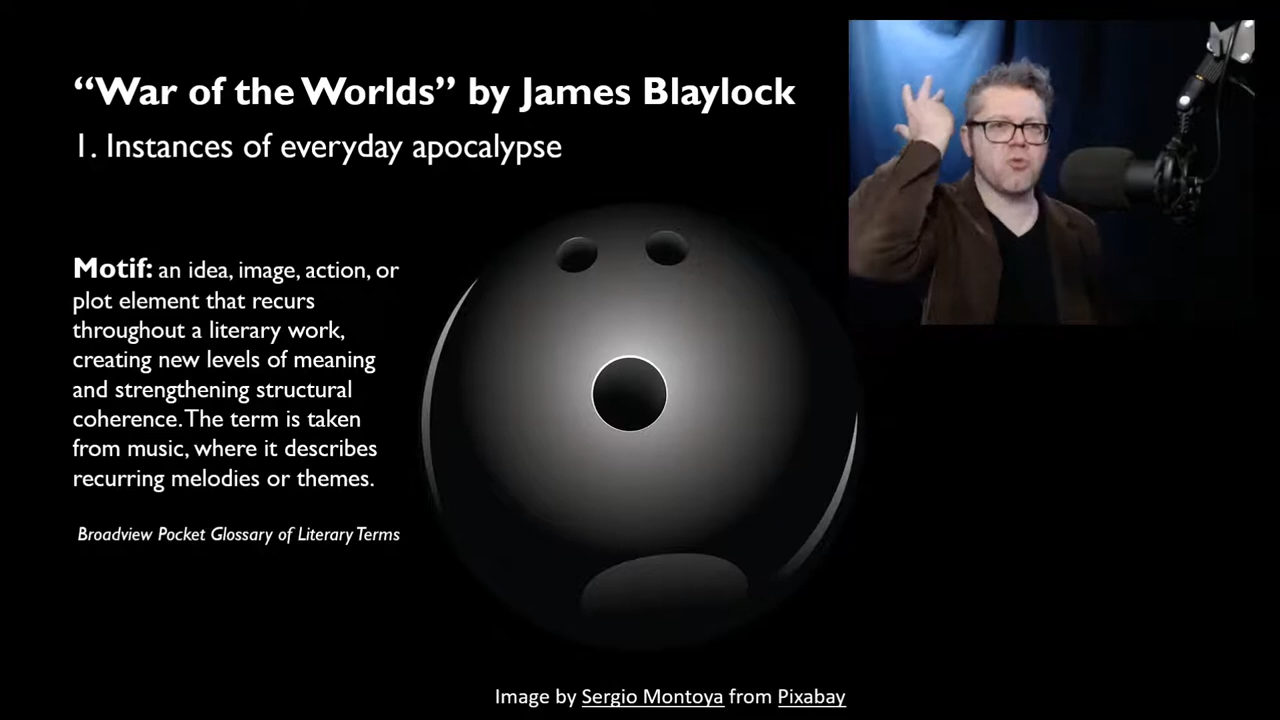 “War of the Worlds” by James Blaylock
1. Instances of everyday apocalypse
Motif: an idea, image, action, or
plot element that recurs
throughout a literary work,
creating new levels of meaning
and strengthening structural
coherence. The term is taken
from music, where it describes
recurring melodies or themes.
Broadview Pocket Glossary of Literary Terms
Image by Sergio Montoya from Pixabay